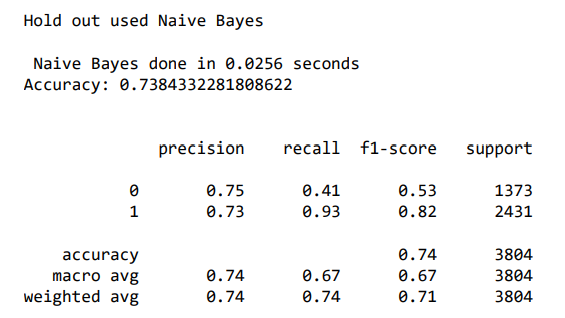 Hold out used Naive Bayes
Naive Bayes done in 0.0256 seconds
Accuracy: 0.7384332281808622
precision recall f1-score support
0 0.75 0.41 0.53 1373
1 0.73 0.93 0.82 2431
accuracy 0.74 3804
macro avg 0.74 0.67 0.67 3804
weighted avg 0.74 0.74 0.71 3804